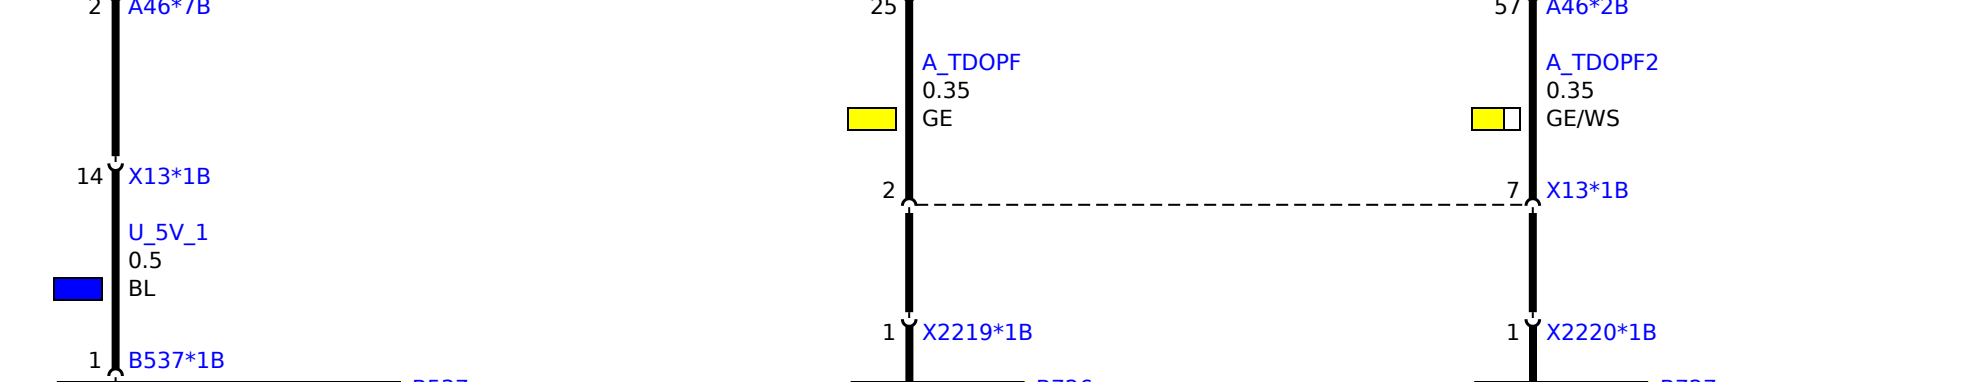 2 A46*7B
25
57 A46*2B
A_TDOPF
0.35
GE
A_TDOPF2
0.35
GE/WS
14 X13*1B
2
7 X13*1B
U_5V_1
0.5
BL
1 X2219*1B
1 X2220*1B
1 B537*1B